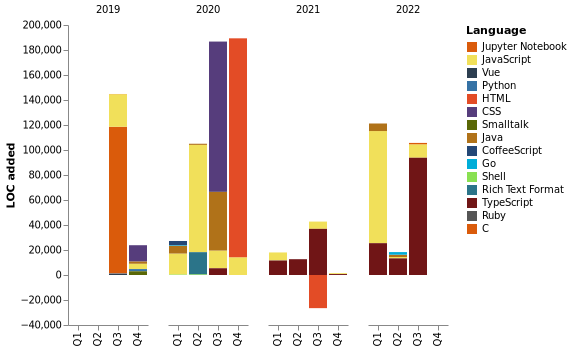 2019 2020 2021 2022
Language
Jupyter Notebook
JavaScript
Vue
Python
HTML
CSS
Smalltalk
Java
CoffeeScript
Go
Shell
Rich Text Format
TypeScript
Ruby
C
LOC added
200,000
180,000
160,000
140,000
120,000
100,000
80,000
60,000
40,000
20,000
0
−20,000
−40,000
Q1 Q2 Q3 Q4 Q1 Q2 Q3 Q4 Q1 Q2 Q3 Q4 Q1 Q2 Q3 Q4